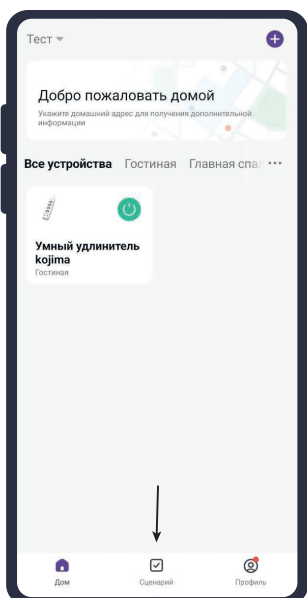 Тест
Добро пожаловать домой
Укажите домашний адрес для получения дополнительной
информации
Все устройства Гостиная Главная спа ...
Умный удлинитель
kojima
Гостиная
Дом Сценарий Профиль